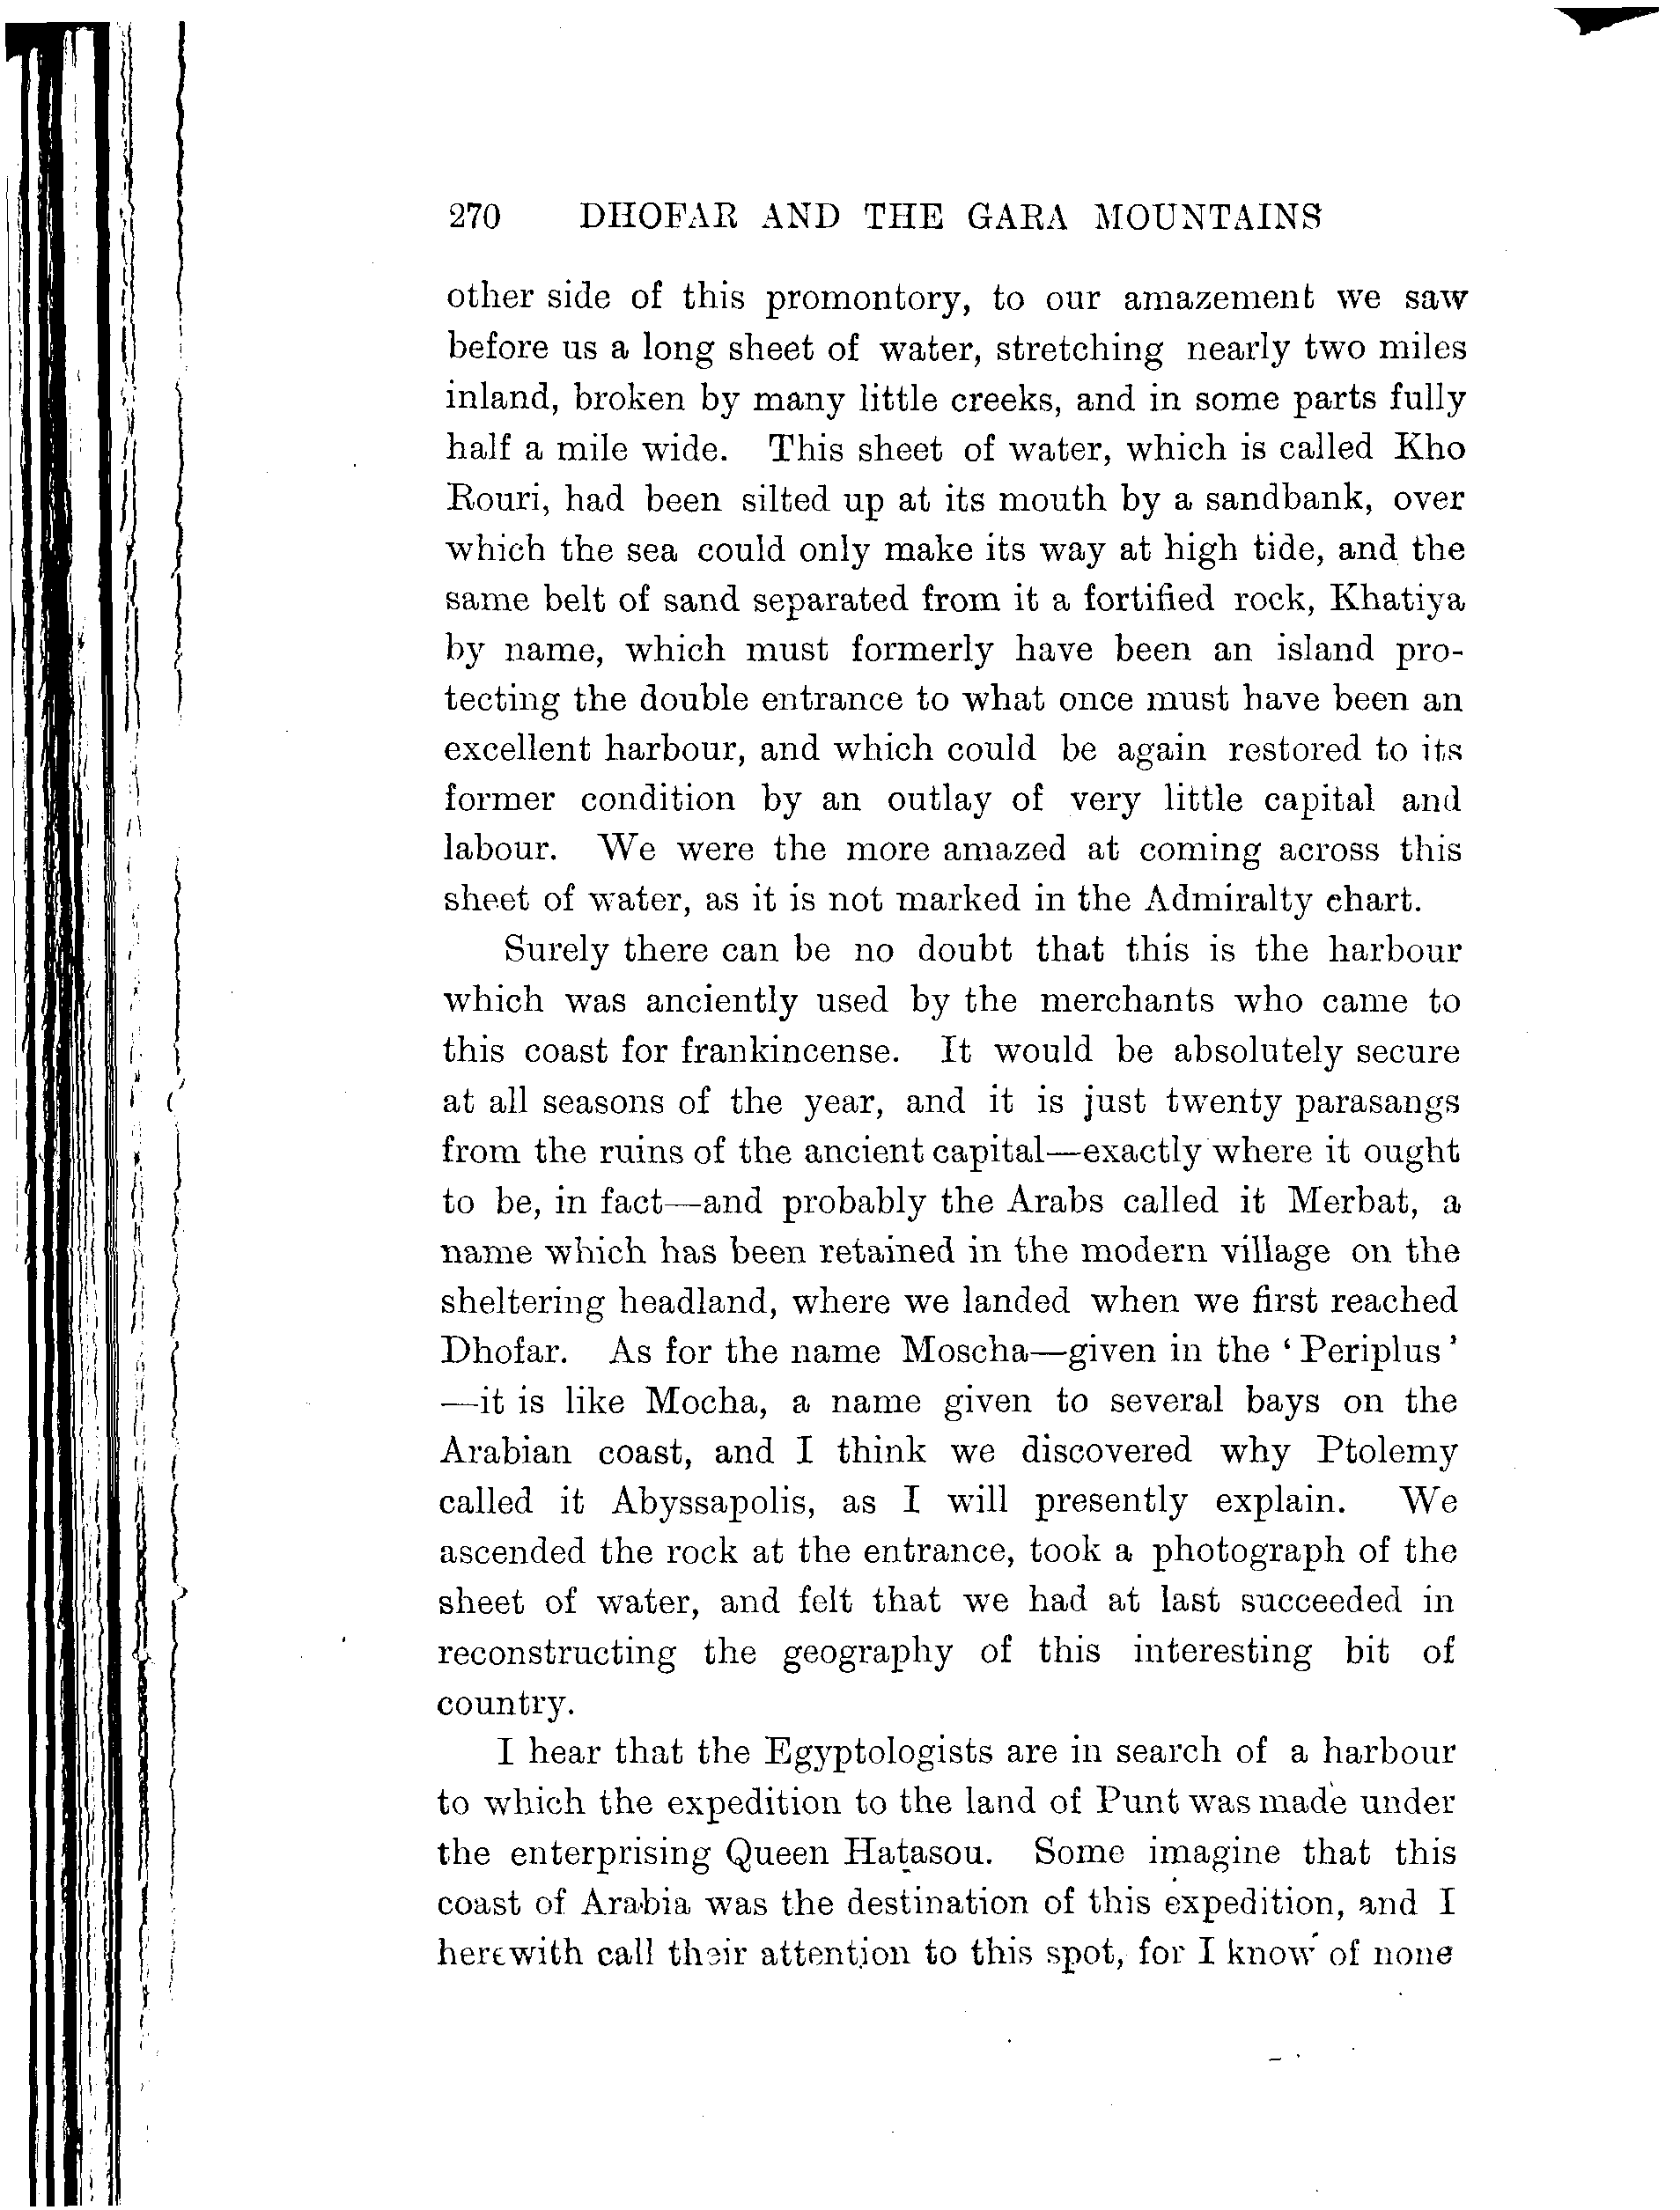 270 DHOFAR AND THE GARA MOUNTAINS
other side of this promontory, to our amazement we saw
before us a long sheet of water, stretching nearly two miles
inland, broken by many little creeks, and in some parts fully
half a mile wide. This sheet of water, which is called Kho
Rouri, had been silted up at its mouth by a sandbank, over
which the sea could only make its way at high tide, and the
same belt of sand separated from it a fortified rock, Khatiya
by name, which must formerly have been an island pro-
tecting the double entrance to what once must have been an
excellent harbour, and which could be again restored to its
former condition by an outlay of very little capital and
labour. We were the more amazed at coming across this
sheet of water, as it is not marked in the Admiralty chart.
Surely there can be no doubt that this is the harbour
which was anciently used by the merchants who came to
this coast for frankincense. It would be absolutely secure
at all seasons of the year, and it is just twenty parasangs
from the ruins of the ancient capital—exactly where it ought
to be, in fact—and probably the Arabs called it Merbat, a
name which has been retained in the modern village on the
sheltering headland, where we landed when we first reached
Dhofar. As for the name Moscha—given in the ‘Periplus’
—it is like Mocha, a name given to several bays on the
Arabian coast, and I think we discovered why Ptolemy
called it Abyssapolis, as I will presently explain. We
ascended the rock at the entrance, took a photograph of the
sheet of water, and felt that we had at last succeeded in
reconstructing the geography of this interesting bit of
country.
I hear that the Egyptologists are in search of a harbour
to which the expedition to the land of Punt was made under
the enterprising Queen Haṭasou. Some imagine that this
coast of Arabia was the destination of this expedition, and I
herewith call their attention to this spot, for I know of none